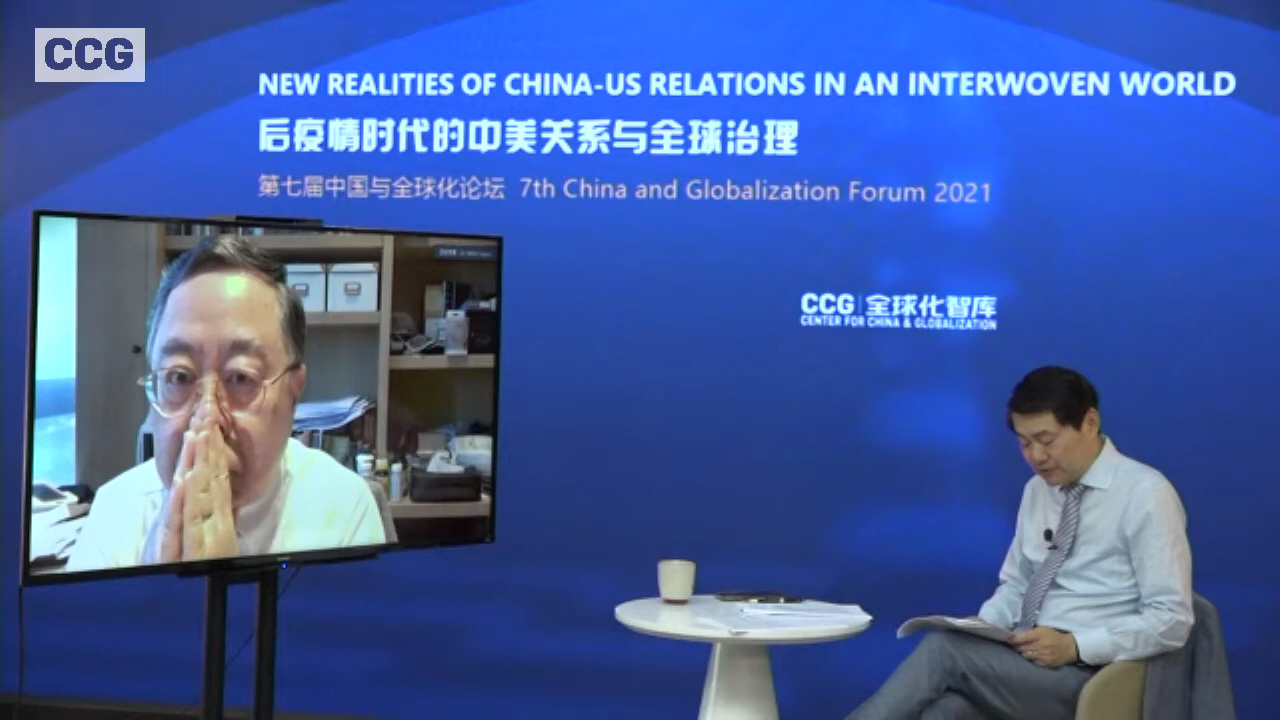 CCG
NEW REALITIES OF CHINA-US RELATIONS IN AN INTERWOVEN WORLD
后疫情时代的中美关系与全球治理
第七届中国与全球化论坛 7th China and Globalization Forum 2021
CCG 全球化智库
CENTER FOR CHINA & GLOBALIZATION